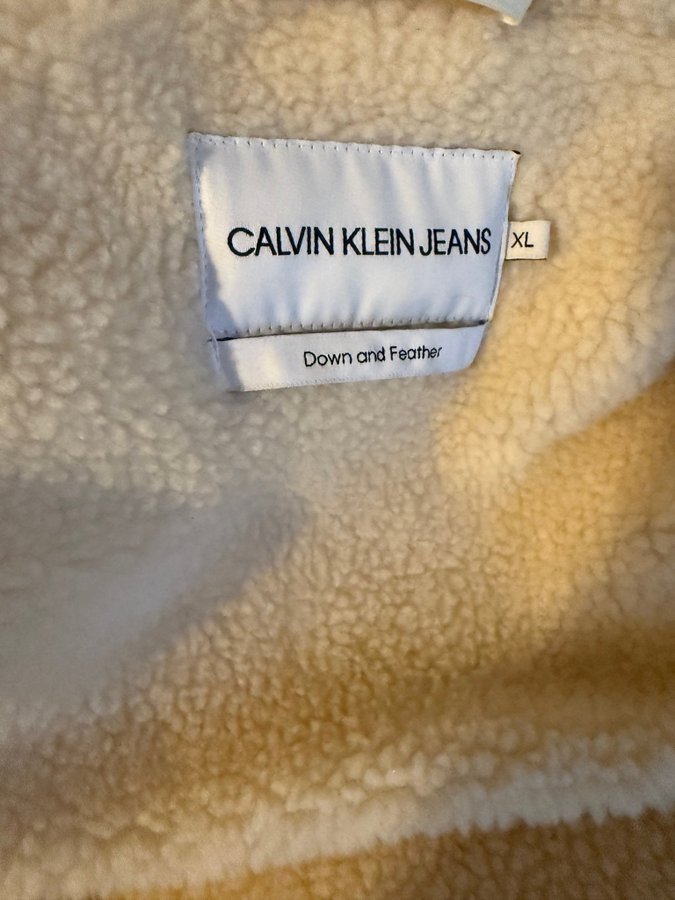 CALVIN KLEIN JEANS
XL
Down and Feather